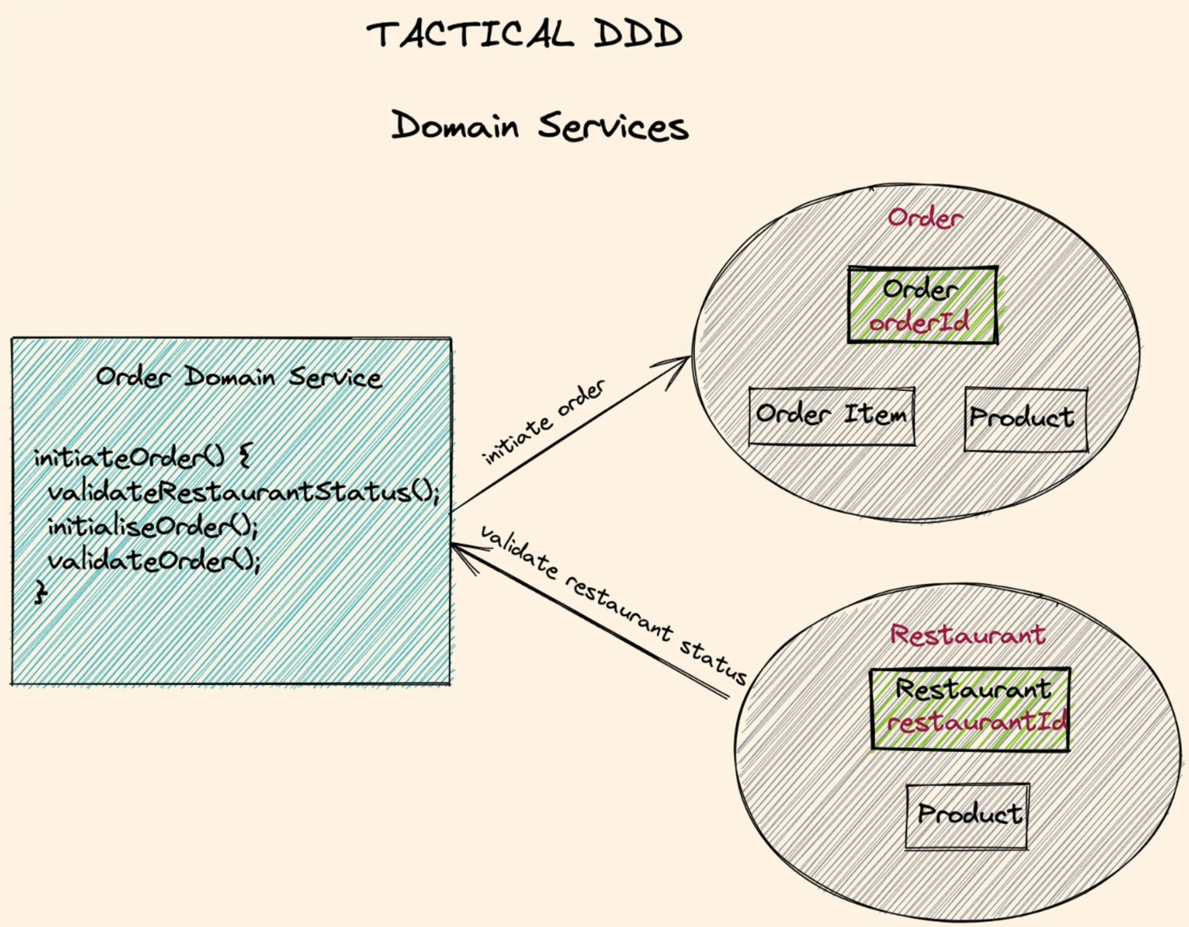 TACTICAL DDD
Domain Services
Order Domain Service
initiateOrder() {
validateRestaurantStatus();
initialiseOrder();
validateOrder();
}
initiate order
validate restaurant status
Order
Order
orderId
Order Item
Product
Restaurant
Restaurant
restaurantId
Product